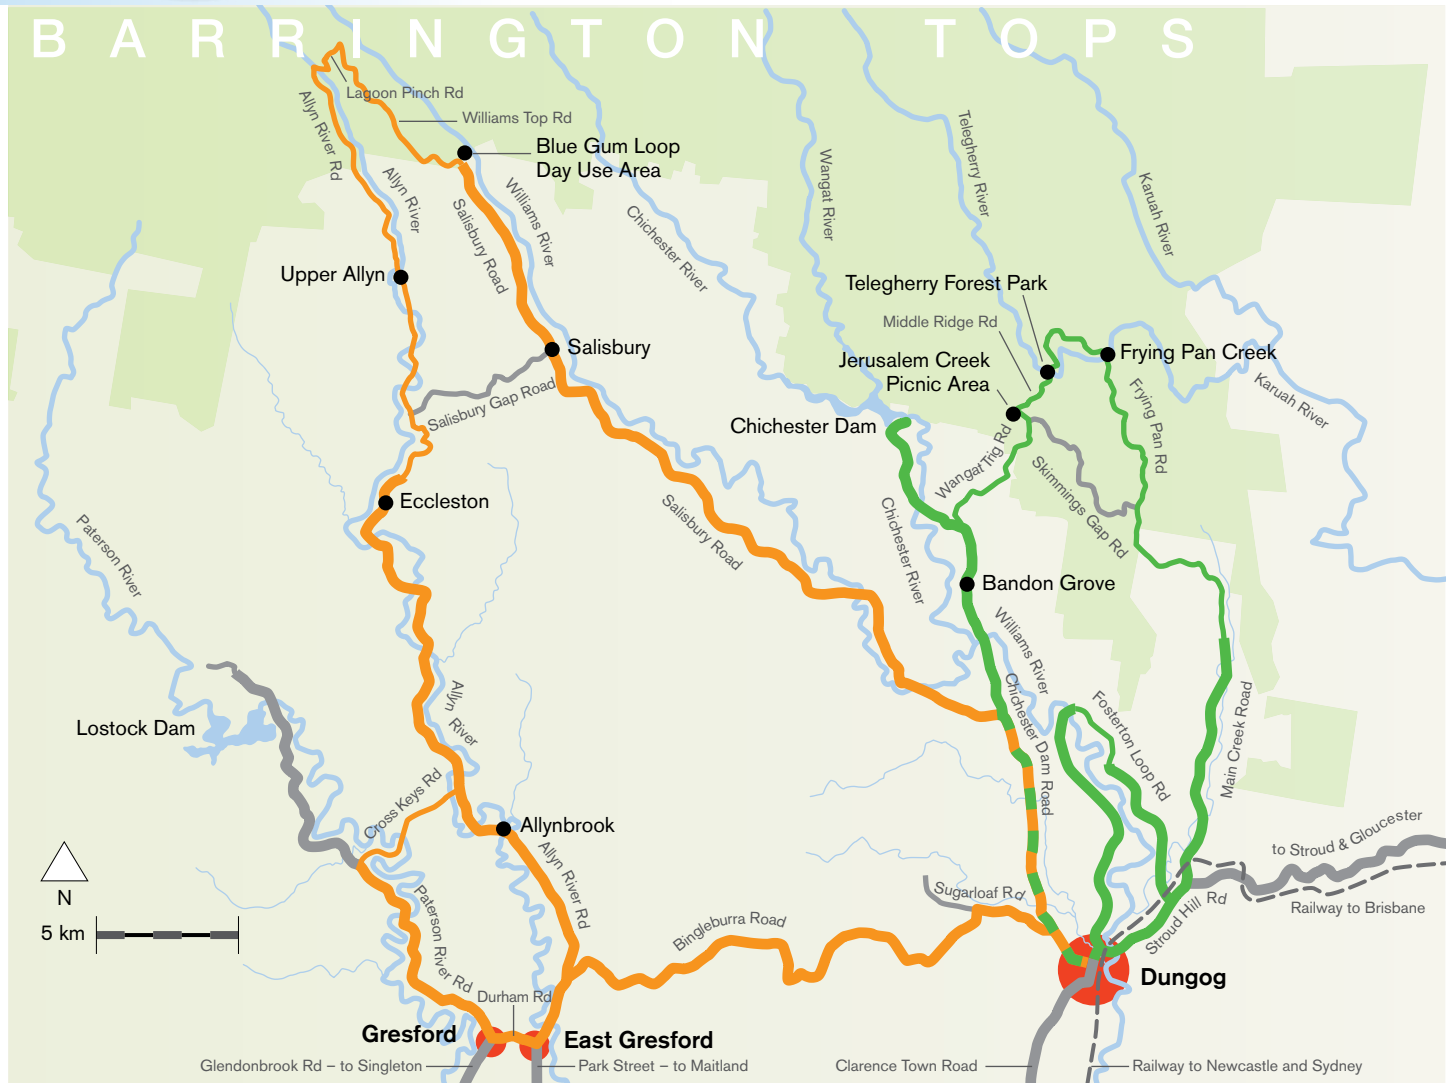 BARRINGTON TOPS
Lagoon Pinch Rd
Williams Top Rd
Blue Gum Loop
Day Use Area
Allyn River Rd
Allyn River
Salisbury Road
Williams River
Chichester River
Wangat River
Telegherry River
Karuah River
Upper Allyn
Telegherry Forest Park
Middle Ridge Rd
Salisbury
Jerusalem Creek
Picnic Area
Frying Pan Creek
Salisbury Gap Road
Chichester Dam
Frying Pan Rd
Karuah River
Wangat Trig Rd
Skimmings Gap Rd
Eccleston
Salisbury Road
Chichester River
Paterson River
Bandon Grove
Williams River
Allyn
River
Chichester Dam Road
Fosterton Loop Rd
Main Creek Road
Lostock Dam
Cross Keys Rd
Allynbrook
to Stroud & Gloucester
Allyn River Rd
N
5 km
Paterson River Rd
Bingleburra Road
Sugarloaf Rd
Stroud Hill Rd
Railway to Brisbane
Dungog
Durham Rd
Gresford
East Gresford
Glendonbrook Rd – to Singleton
Park Street – to Maitland
Clarence Town Road
Railway to Newcastle and Sydney